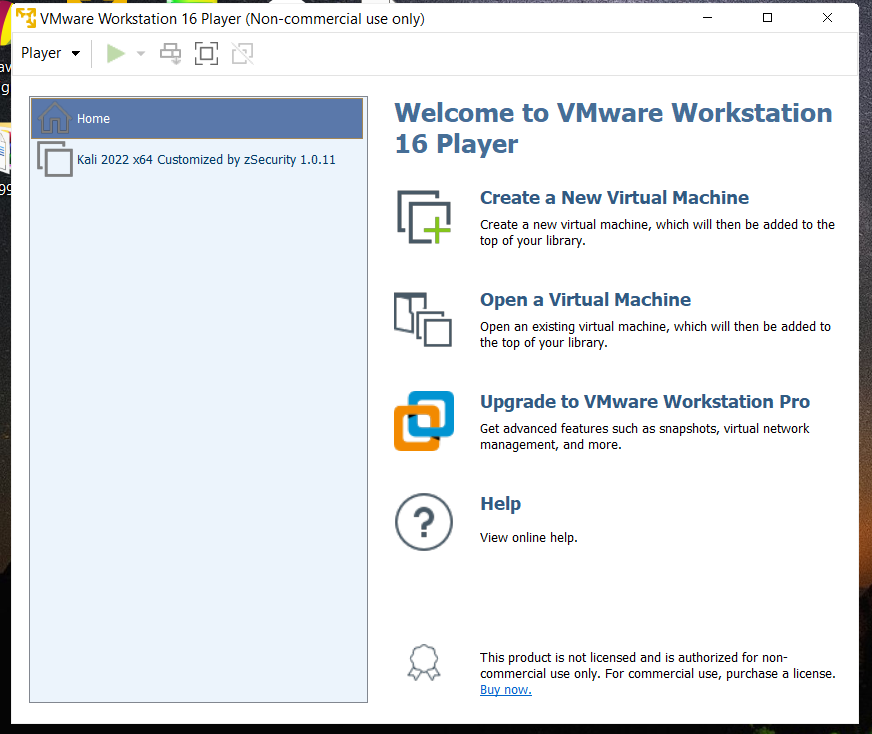 VMware Workstation 16 Player (Non-commercial use only)
Player
Home
Kali 2022 x64 Customized by zSecurity 1.0.11
Welcome to VMware Workstation
16 Player
Create a New Virtual Machine
Create a new virtual machine, which will then be added to the
top of your library.
Open a Virtual Machine
Open an existing virtual machine, which will then be added to
the top of your library.
Upgrade to VMware Workstation Pro
Get advanced features such as snapshots, virtual network
management, and more.
Help
View online help.
This product is not licensed and is authorized for non-
commercial use only. For commercial use, purchase a license.
Buy now.